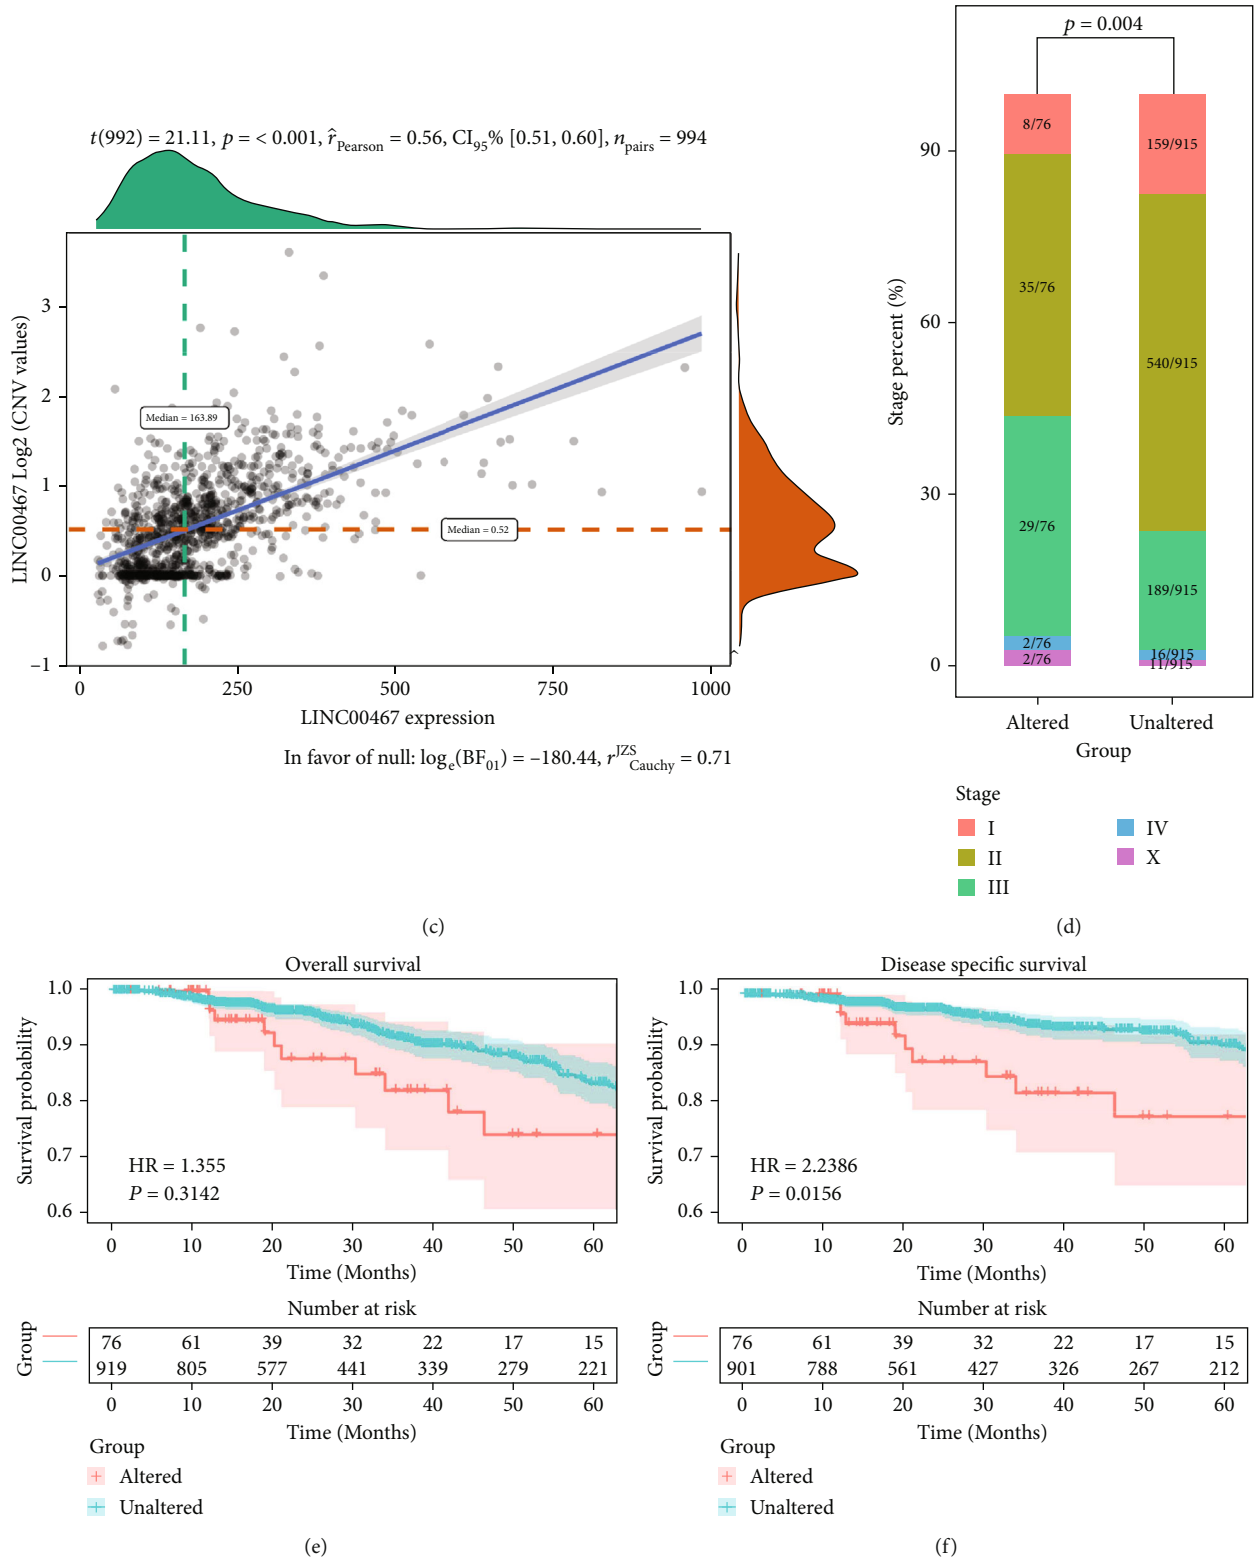 t(992) = 21.11, p = < 0.001, r̂Pearson = 0.56, CI95% [0.51, 0.60], npairs = 994
LINC00467 Log2 (CNV values)
3
2
1
0
−1
Median = 163.89
Median = 0.52
0 250 500 750 1000
LINC00467 expression
In favor of null: loge(BF01) = −180.44, rJZSCauchy = 0.71
(c)
p = 0.004
Stage percent (%)
90
60
30
0
8/76
35/76
29/76
2/76
2/76
159/915
540/915
189/915
16/915
11/915
Altered Unaltered
Group
Stage
I
II
III
IV
X
(d)
Overall survival
Survival probability
1.0
0.9
0.8
0.7
0.6
HR = 1.355
P = 0.3142
0 10 20 30 40 50 60
Time (Months)
Number at risk
Group
76 61 39 32 22 17 15
919 805 577 441 339 279 221
0 10 20 30 40 50 60
Time (Months)
Group
Altered
Unaltered
(e)
Disease specific survival
Survival probability
1.0
0.9
0.8
0.7
0.6
HR = 2.2386
P = 0.0156
0 10 20 30 40 50 60
Time (Months)
Number at risk
Group
76 61 39 32 22 17 15
901 788 561 427 326 267 212
0 10 20 30 40 50 60
Time (Months)
Group
Altered
Unaltered
(f)